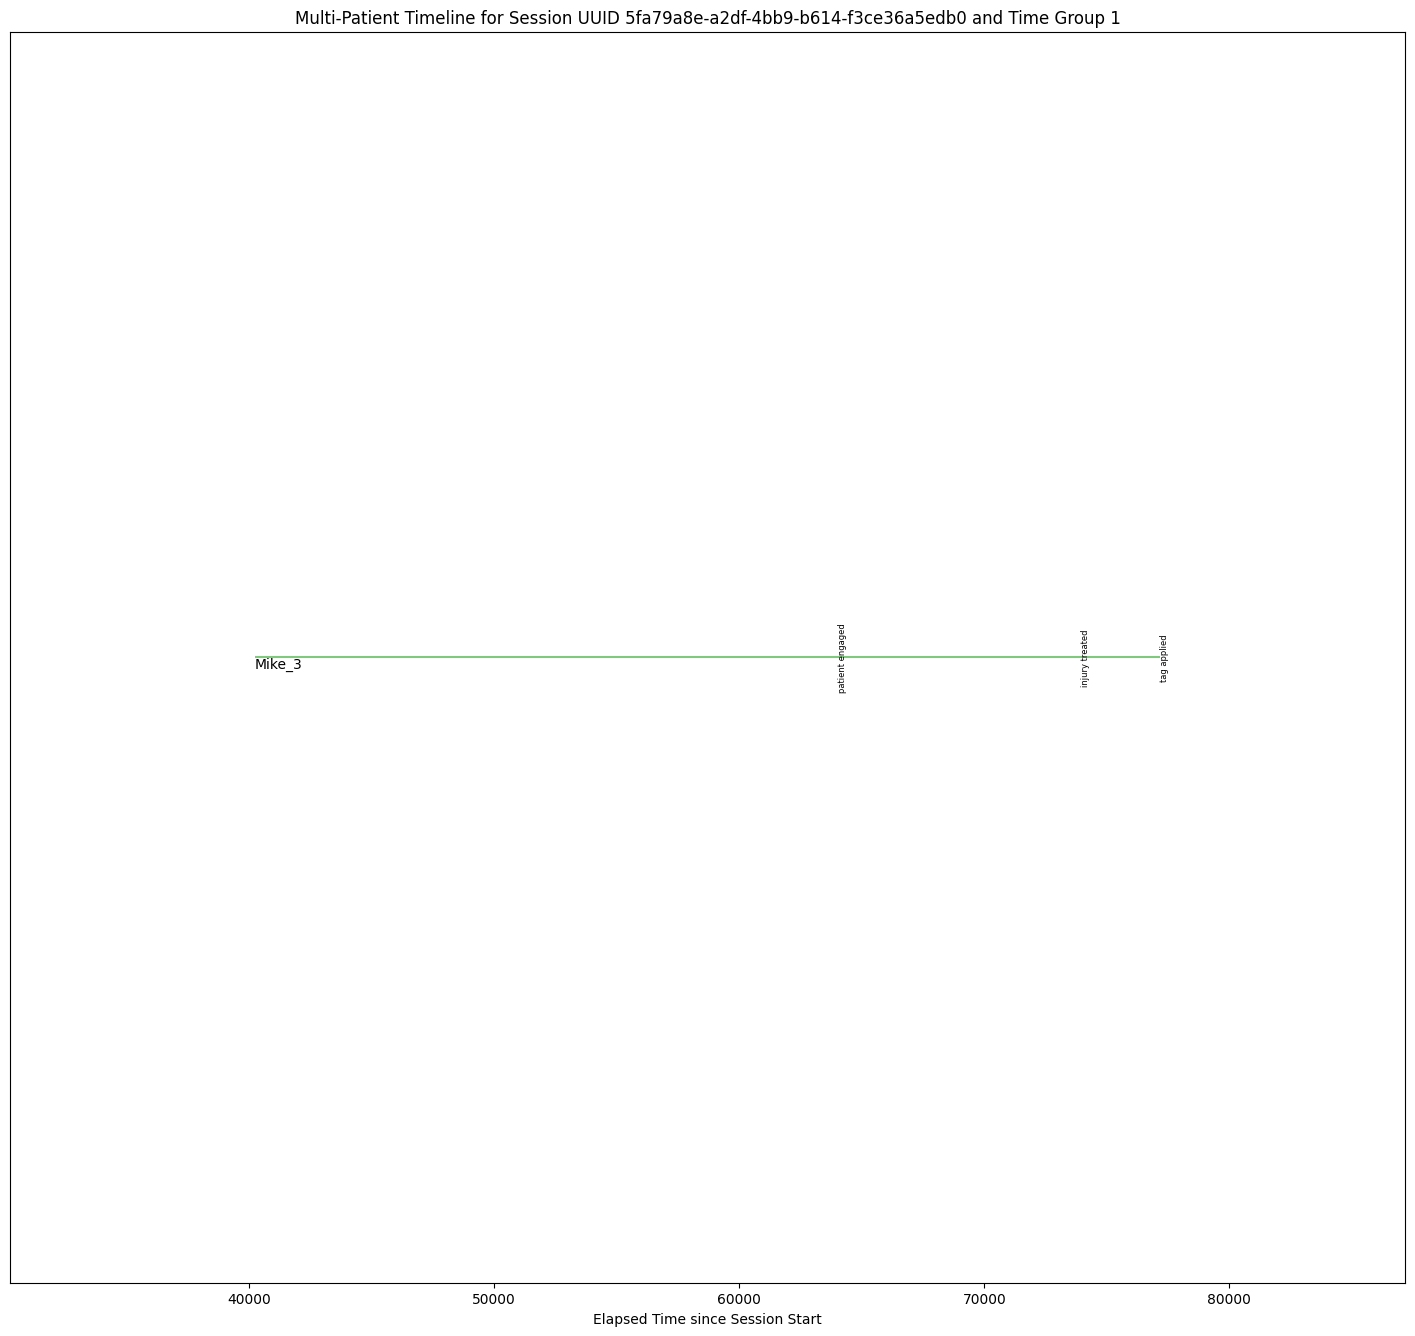 Multi-Patient Timeline for Session UUID 5fa79a8e-a2df-4bb9-b614-f3ce36a5edb0 and Time Group 1
Mike_3
patient engaged
injury treated
tag applied
40000
50000
60000
70000
80000
Elapsed Time since Session Start